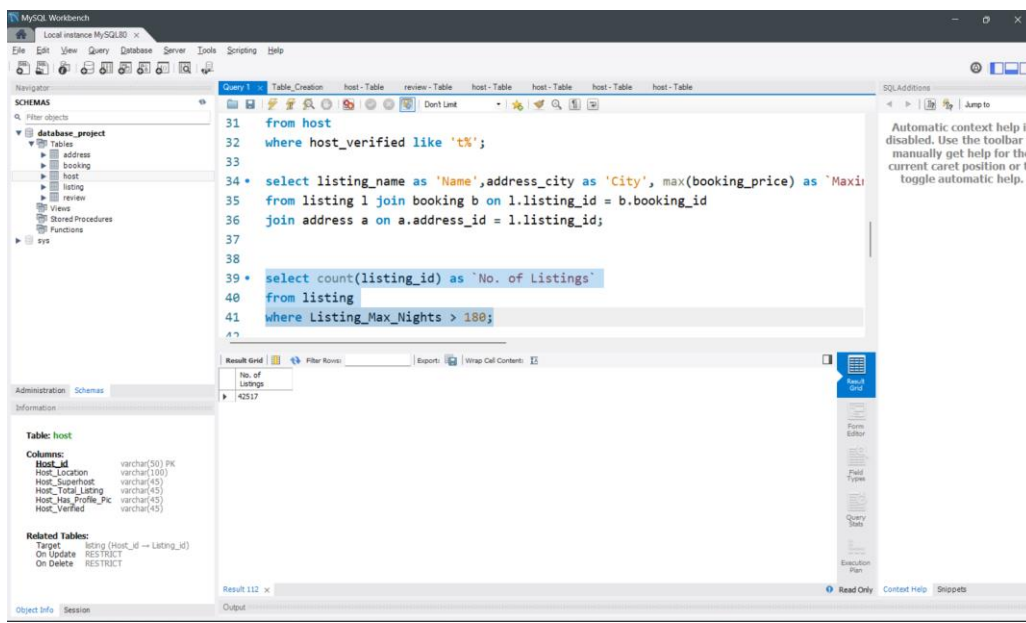 MySQL Workbench
Local instance MySQL80 ×
File Edit View Query Database Server Tools Scripting Help
Navigator
SCHEMAS
Filter objects
database_project
Tables
address
booking
host
listing
review
Views
Stored Procedures
Functions
sys
Administration Schemas
Query 1 × Table_Creation host - Table review - Table host - Table host - Table host - Table host - Table
Don't Limit
31 from host
32 where host_verified like 't%';
33
34 select listing_name as 'Name',address_city as 'City', max(booking_price) as `Maxi
35 from listing l join booking b on l.listing_id = b.booking_id
36 join address a on a.address_id = l.listing_id;
37
38
39 select count(listing_id) as `No. of Listings`
40 from listing
41 where Listing_Max_Nights > 180;
42
Result Grid Filter Rows: Export: Wrap Cell Content:
No. of
Listings
42517
Result
Grid
Form
Editor
Field
Types
Query
Stats
Execution
Plan
Result 112 ×
Read Only
Output
SQLAdditions
Jump to
Automatic context help i
disabled. Use the toolbar
manually get help for the
current caret position or t
toggle automatic help.
Context Help Snippets
Information
Table: host
Columns:
Host_id varchar(50) PK
Host_Location varchar(100)
Host_Superhost varchar(45)
Host_Total_Listing varchar(45)
Host_Has_Profile_Pic varchar(45)
Host_Verified varchar(45)
Related Tables:
Target listing (Host_id → Listing_id)
On Update RESTRICT
On Delete RESTRICT
Object Info Session